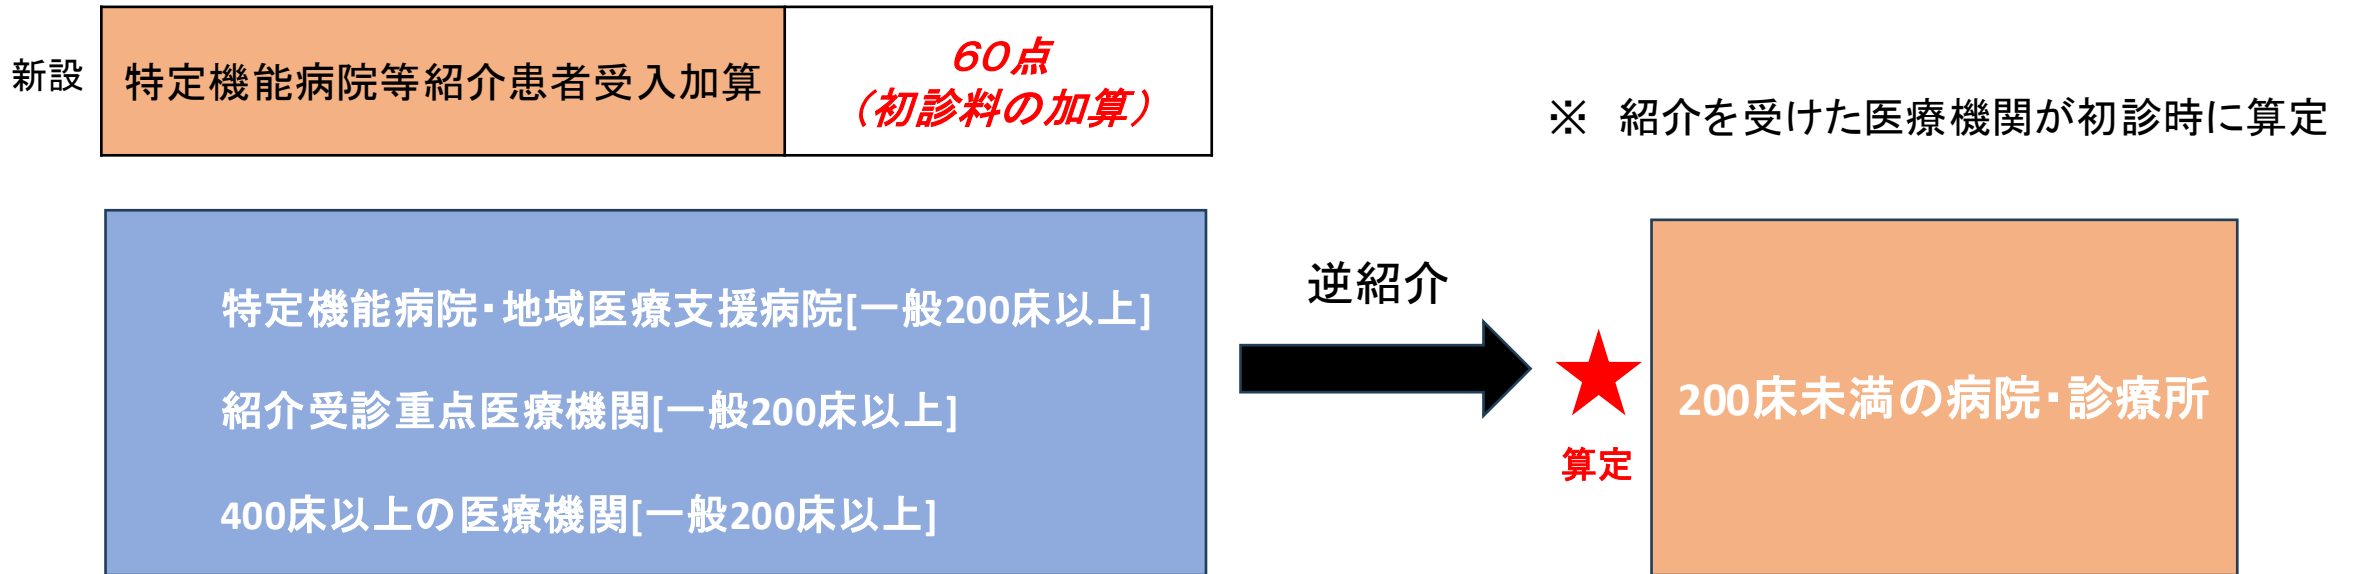 新設
特定機能病院等紹介患者受入加算
60点
（初診料の加算）
※　紹介を受けた医療機関が初診時に算定
特定機能病院・地域医療支援病院[一般200床以上]
紹介受診重点医療機関[一般200床以上]
400床以上の医療機関[一般200床以上]
逆紹介
算定
200床未満の病院・診療所